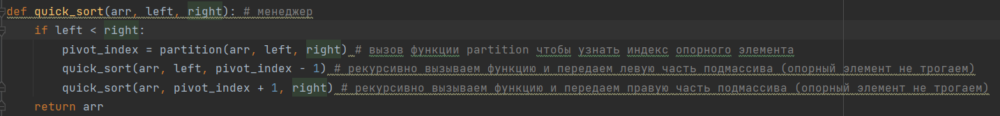 def quick_sort(arr, left, right): # менеджер
    if left < right:
        pivot_index = partition(arr, left, right) # вызов функции partition чтобы узнать индекс опорного элемента
        quick_sort(arr, left, pivot_index - 1) # рекурсивно вызываем функцию и передаем левую часть подмассива (опорный элемент не трогаем)
        quick_sort(arr, pivot_index + 1, right) # рекурсивно вызываем функцию и передаем правую часть подмассива (опорный элемент не трогаем)
    return arr